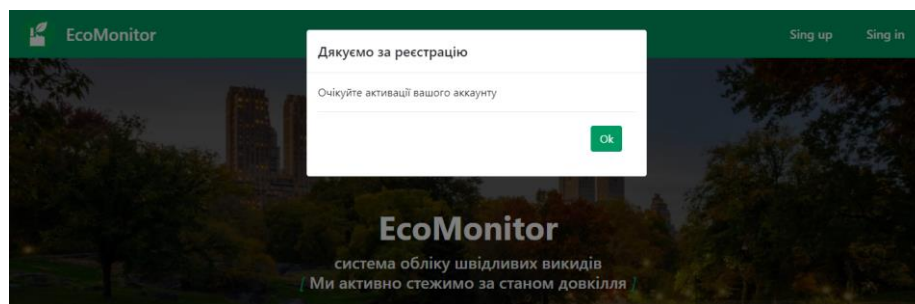 EcoMonitor
Sing up
Sing in
Дякуємо за реєстрацію
Очікуйте активації вашого аккаунту
Ok
EcoMonitor
система обліку швідливих викидів
[ Ми активно стежимо за станом довкілля ]